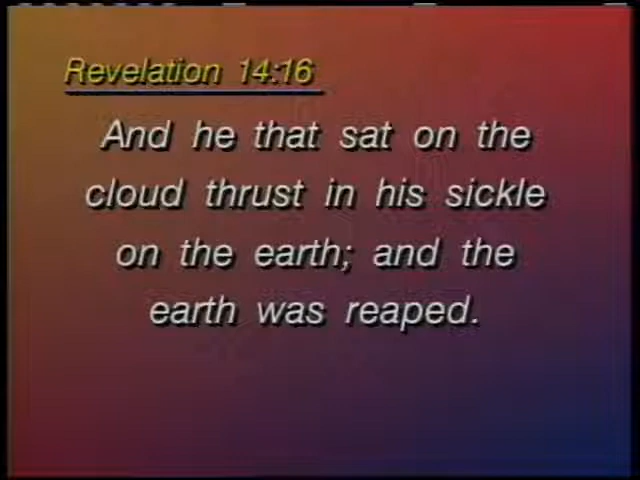 Revelation 14:16
And he that sat on the
cloud thrust in his sickle
on the earth; and the
earth was reaped.